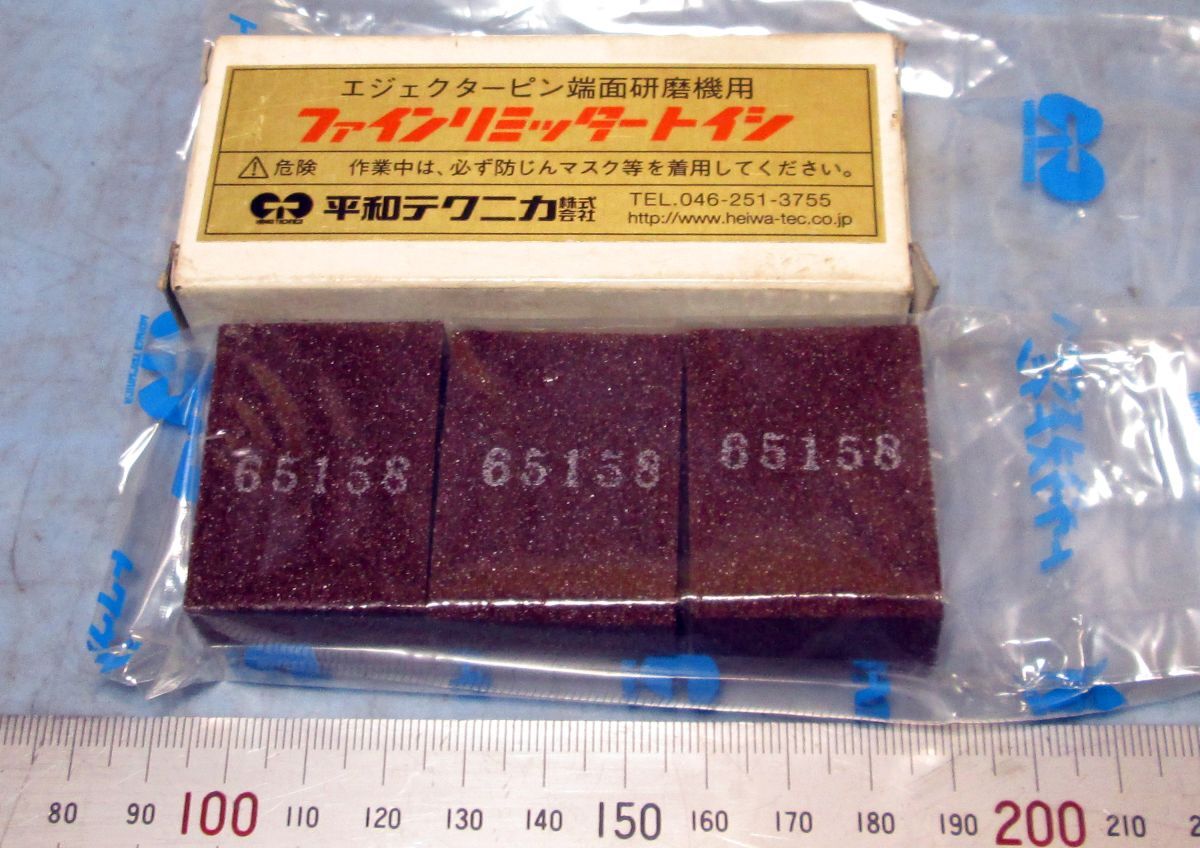 エジェクターピン端面研磨機用
ファインリミッタートイシ
危険 作業中は、必ず防じんマスク等を着用してください。
平和テクニカ株式会社 TEL.046-251-3755
http://www.heiwa-tec.co.jp
65158 65158 65158
80 90 100 110 120 130 140 150 160 170 180 190 200 210